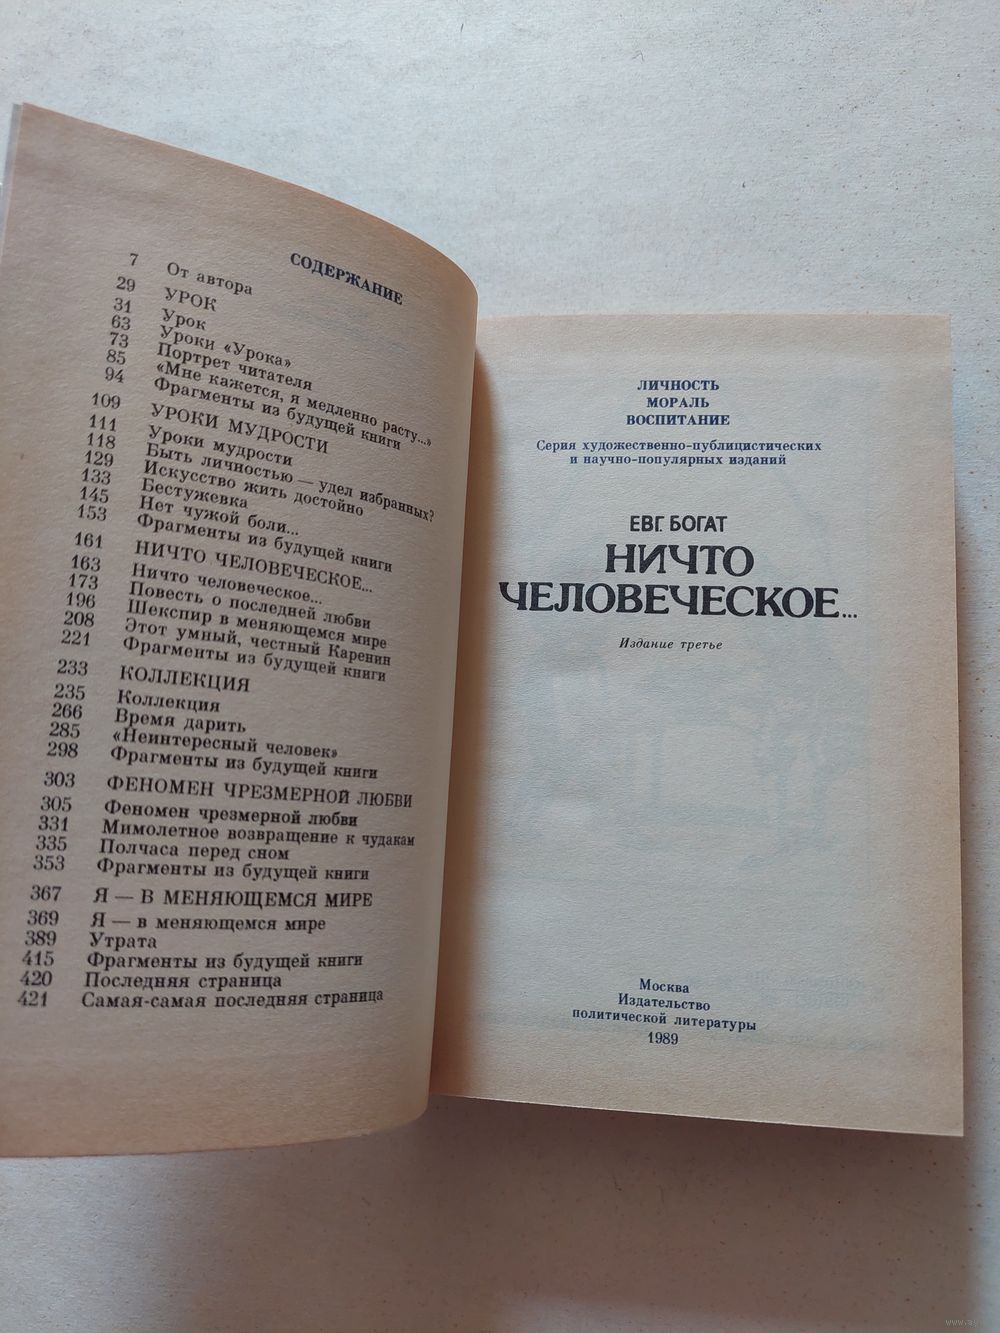 СОДЕРЖАНИЕ
7 От автора
29 УРОК
31 Урок
63 Уроки «Урока»
73 Портрет читателя
85 «Мне кажется, я медленно расту...»
94 Фрагменты из будущей книги
109 УРОКИ МУДРОСТИ
111 Уроки мудрости
118 Быть личностью — удел избранных?
129 Искусство жить достойно
133 Бестужевка
145 Нет чужой боли...
153 Фрагменты из будущей книги
161 НИЧТО ЧЕЛОВЕЧЕСКОЕ...
163 Ничто человеческое...
173 Повесть о последней любви
196 Шекспир в меняющемся мире
208 Этот умный, честный Каренин
221 Фрагменты из будущей книги
233 КОЛЛЕКЦИЯ
235 Коллекция
266 Время дарить
285 «Неинтересный человек»
298 Фрагменты из будущей книги
303 ФЕНОМЕН ЧРЕЗМЕРНОЙ ЛЮБВИ
305 Феномен чрезмерной любви
331 Мимолетное возвращение к чудакам
335 Полчаса перед сном
353 Фрагменты из будущей книги
367 Я — В МЕНЯЮЩЕМСЯ МИРЕ
369 Я — в меняющемся мире
389 Утрата
415 Фрагменты из будущей книги
420 Последняя страница
421 Самая-самая последняя страница
ЛИЧНОСТЬ
МОРАЛЬ
ВОСПИТАНИЕ
Серия художественно-публицистических
и научно-популярных изданий
ЕВГ. БОГАТ
НИЧТО
ЧЕЛОВЕЧЕСКОЕ...
Издание третье
Москва
Издательство
политической литературы
1989